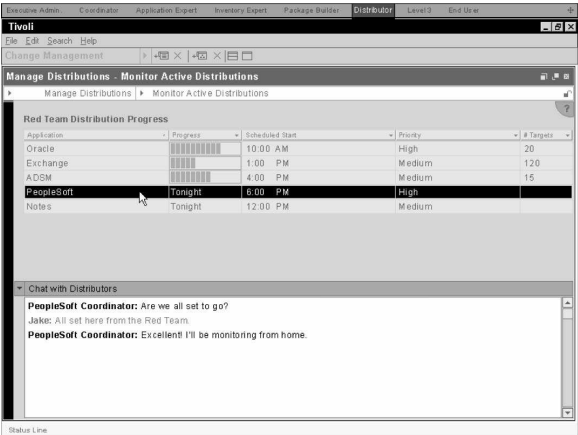 Executive Admin. Coordinator Application Expert Inventory Expert Package Builder Distributor Level 3 End User
Tivoli
File Edit Search Help
Change Management
Manage Distributions - Monitor Active Distributions
Manage Distributions Monitor Active Distributions
?
Red Team Distribution Progress
Application Progress Scheduled Start Priority # Targets
Oracle 10:00 AM High 20
Exchange 1:00 PM Medium 120
ADSM 4:00 PM Medium 15
PeopleSoft Tonight 6:00 PM High
Notes Tonight 12:00 PM Medium
Chat with Distributors
PeopleSoft Coordinator: Are we all set to go?
Jake: All set here from the Red Team.
PeopleSoft Coordinator: Excellent! I'll be monitoring from home.
Status Line